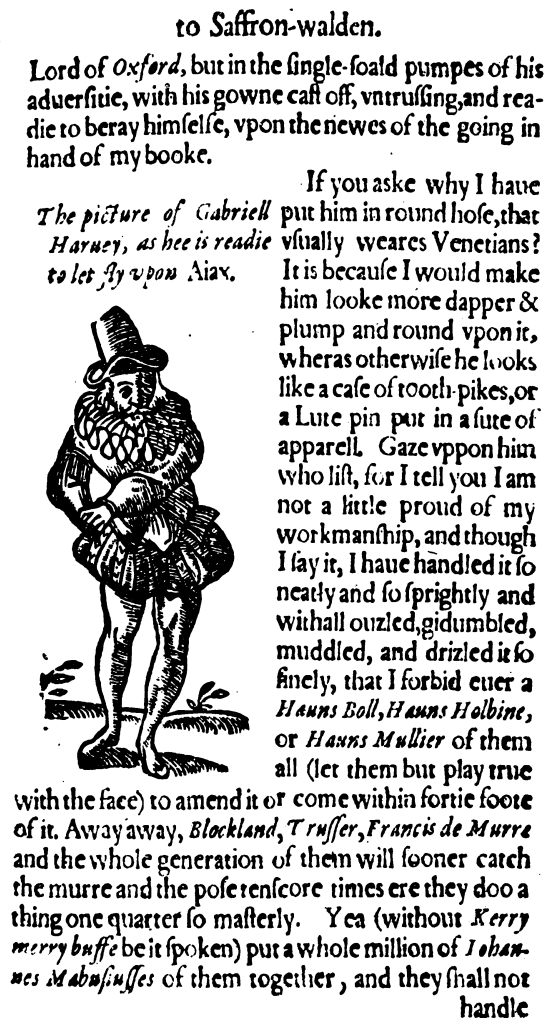 to Saffron-walden.
Lord of Oxford, but in the ſingle-ſoald pumpes of his
aduerſitie, with his gowne caſt off, vntruſſing, and rea-
die to beray himſelfe, vpon the newes of the going in
hand of my booke.
The picture of Gabriell
Haruey, as hee is readie
to let fly vpon Aiax.
If you aske why I haue
put him in round hoſe, that
vſually weares Venetians?
It is becauſe I would make
him looke more dapper &
plump and round vpon it,
wheras otherwiſe he looks
like a caſe of tooth-pikes, or
a Lute pin put in a ſute of
apparell. Gaze vppon him
who liſt, for I tell you I am
not a little proud of my
workmanſhip, and though
I ſay it, I haue handled it ſo
neatly and ſo ſprightly and
withall ouzled, gidumbled,
muddled, and drizled it ſo
finely, that I forbid euer a
Hauns Boll, Hauns Holbine,
or Hauns Mullier of them
all (let them but play true
with the face) to amend it or come within fortie foote
of it. Away away, Blockland, Truſſer, Francis de Murre
and the whole generation of them will ſooner catch
the murre and the poſe tenſcore times ere they doo a
thing one quarter ſo maſterly. Yea (without Kerry
merry buffe be it ſpoken) put a whole million of Iohan-
nes Mabuſiuſſes of them together, and they ſhall not
handle